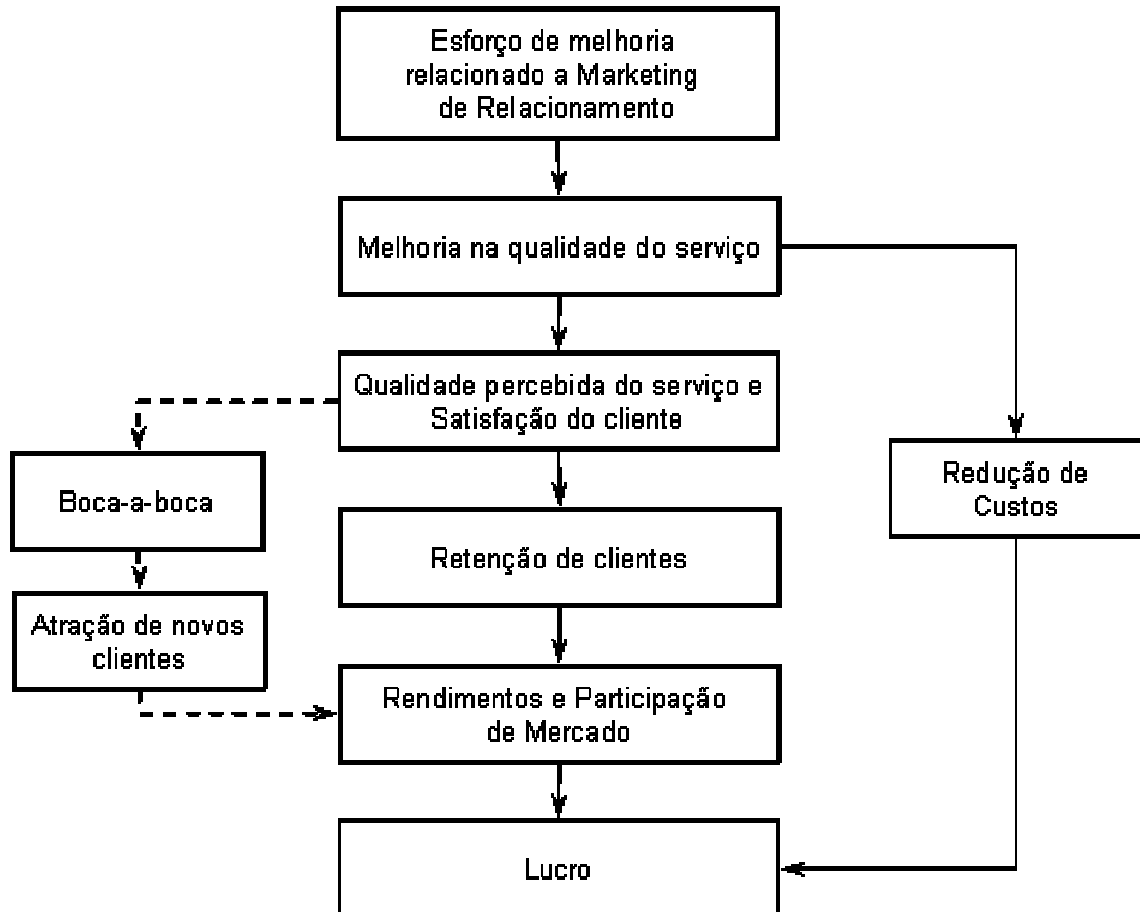 Esforço de melhoria
relacionado a Marketing
de Relacionamento
Melhoria na qualidade do serviço
Qualidade percebida do serviço e
Satisfação do cliente
Boca-a-boca
Redução de
Custos
Retenção de clientes
Atração de novos
clientes
Rendimentos e Participação
de Mercado
Lucro